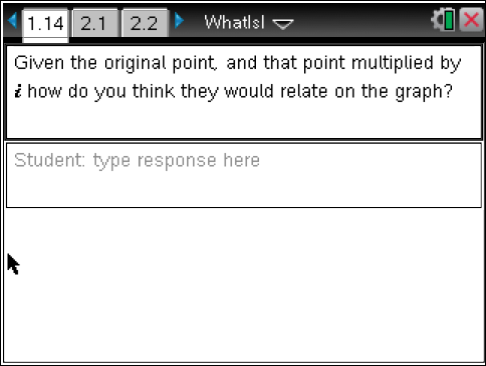 1.14 2.1 2.2 WhatIsI
Given the original point, and that point multiplied by
i how do you think they would relate on the graph?
Student: type response here